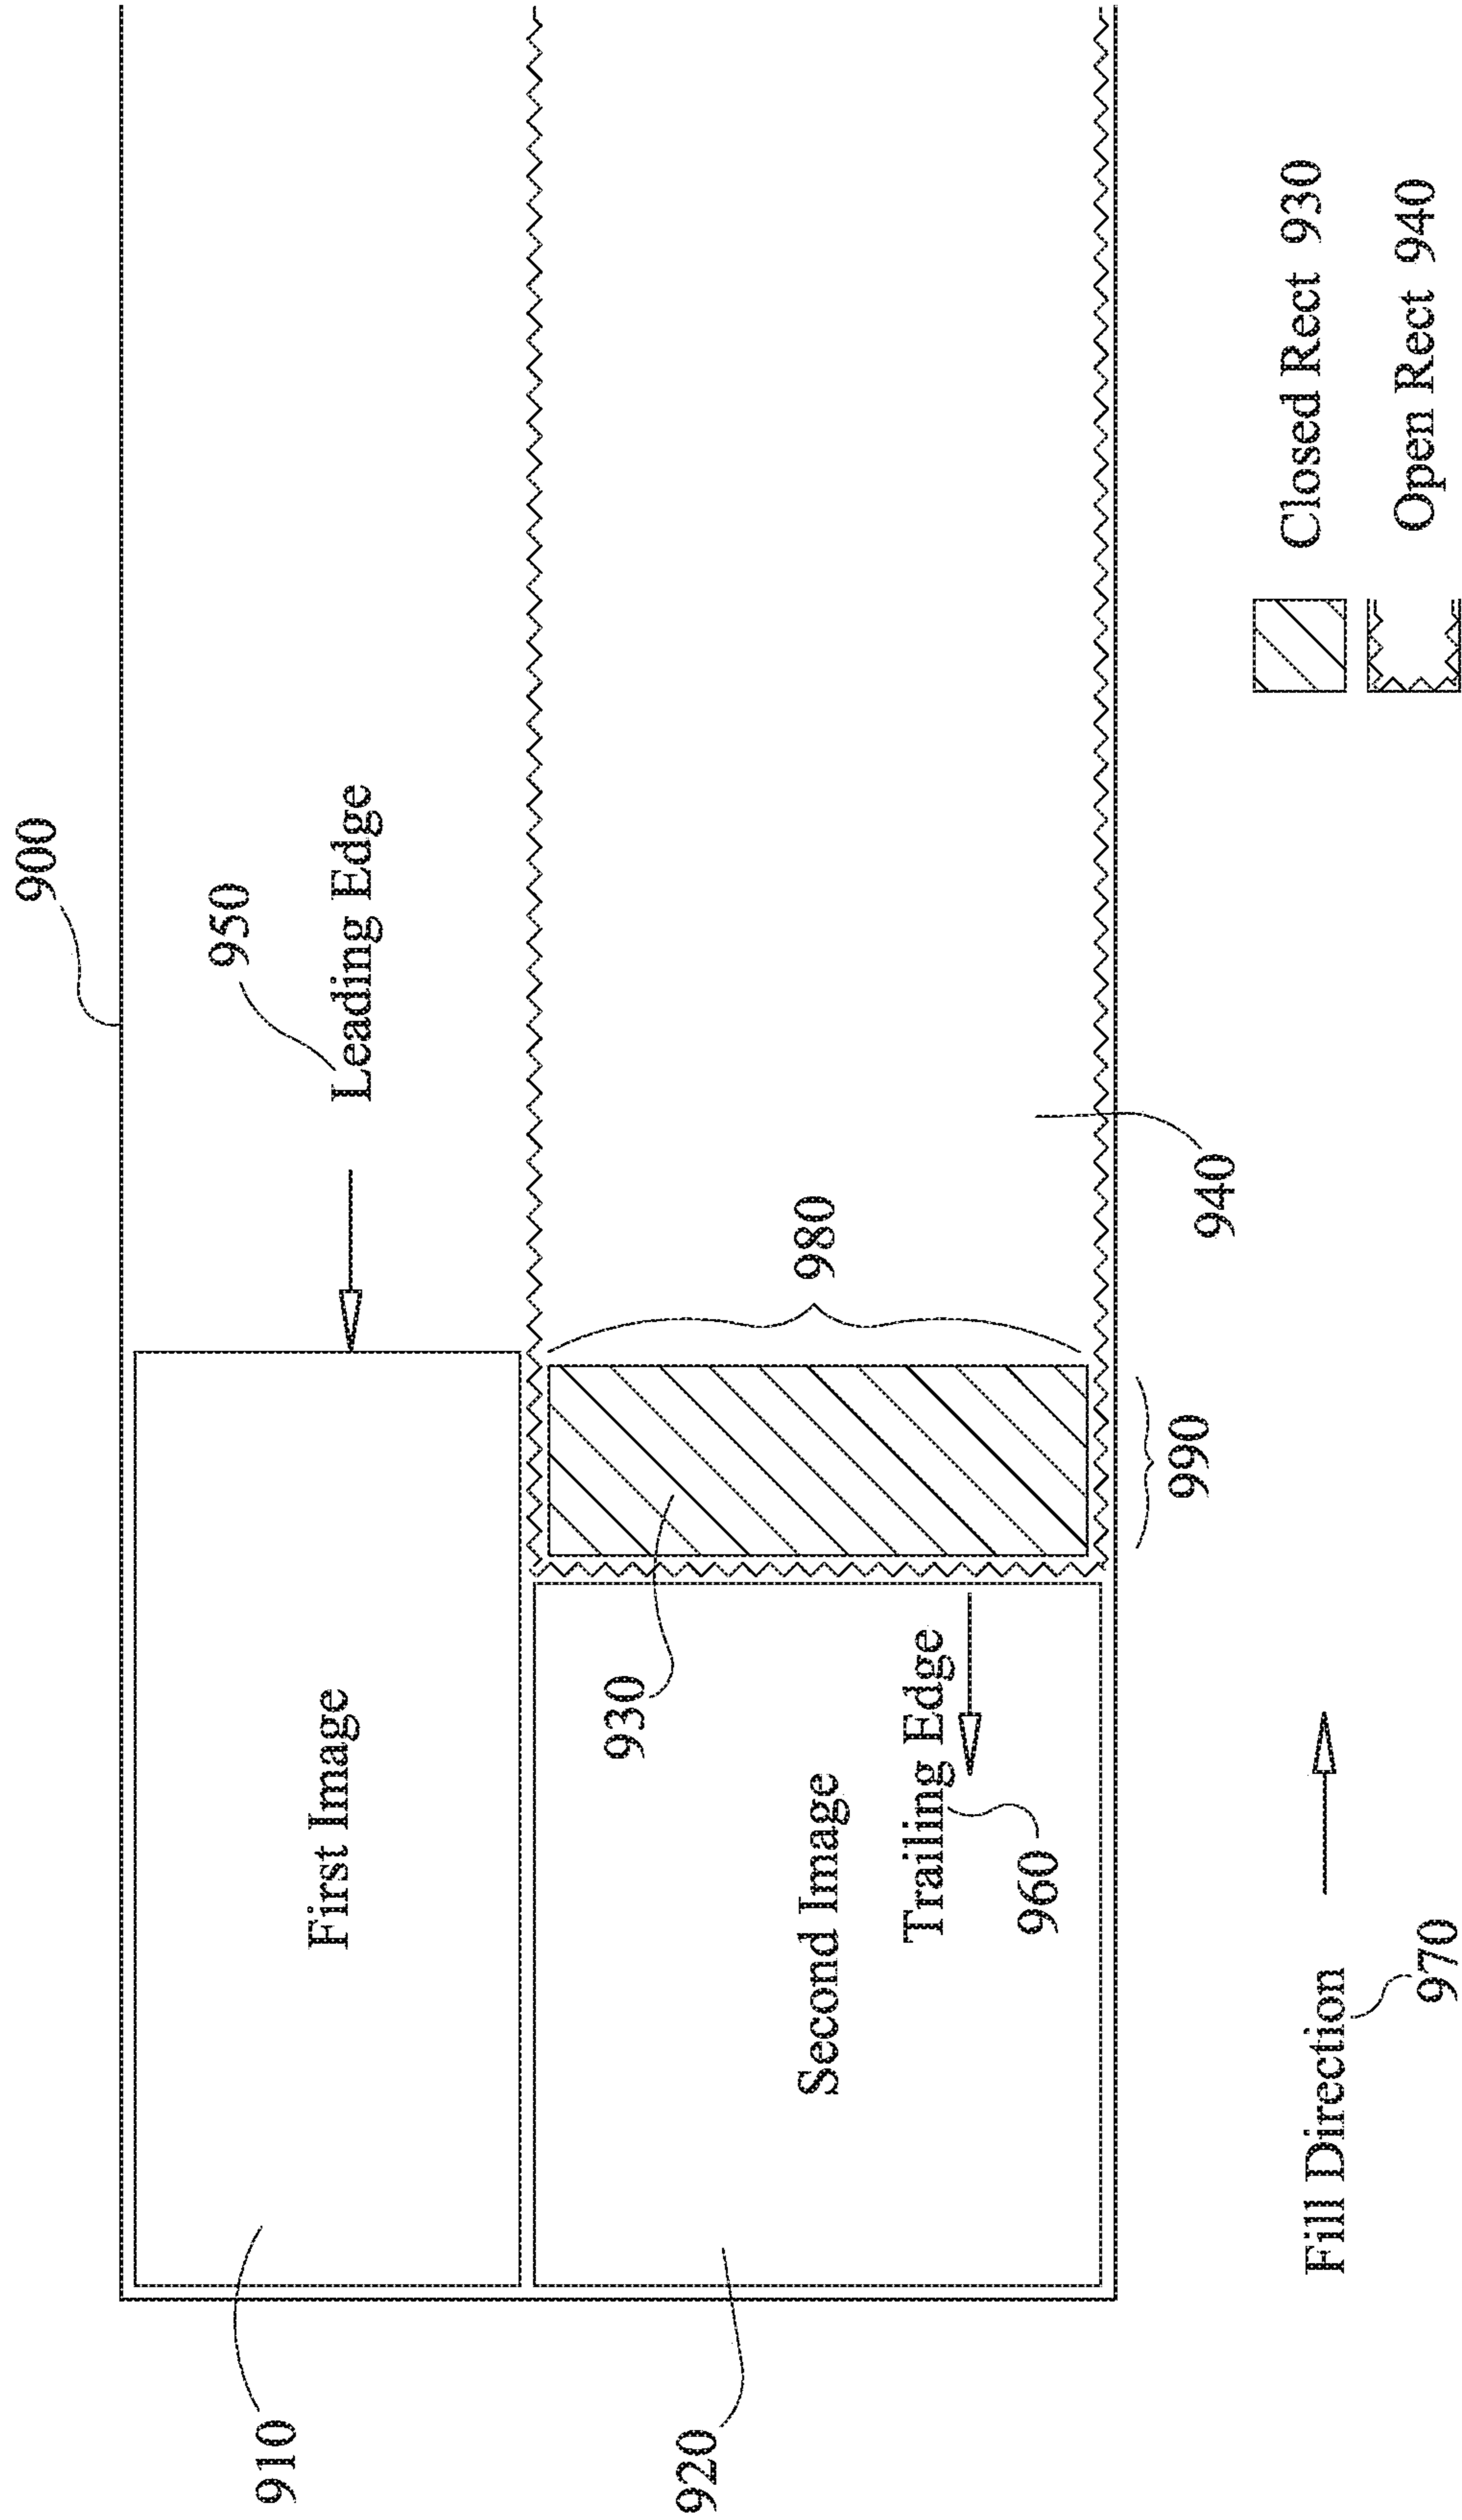 900
950
Leading Edge
First Image
910
980
930
Second Image
Trailing Edge
960
920
940
990
Closed Rect 930
Open Rect 940
Fill Direction
970